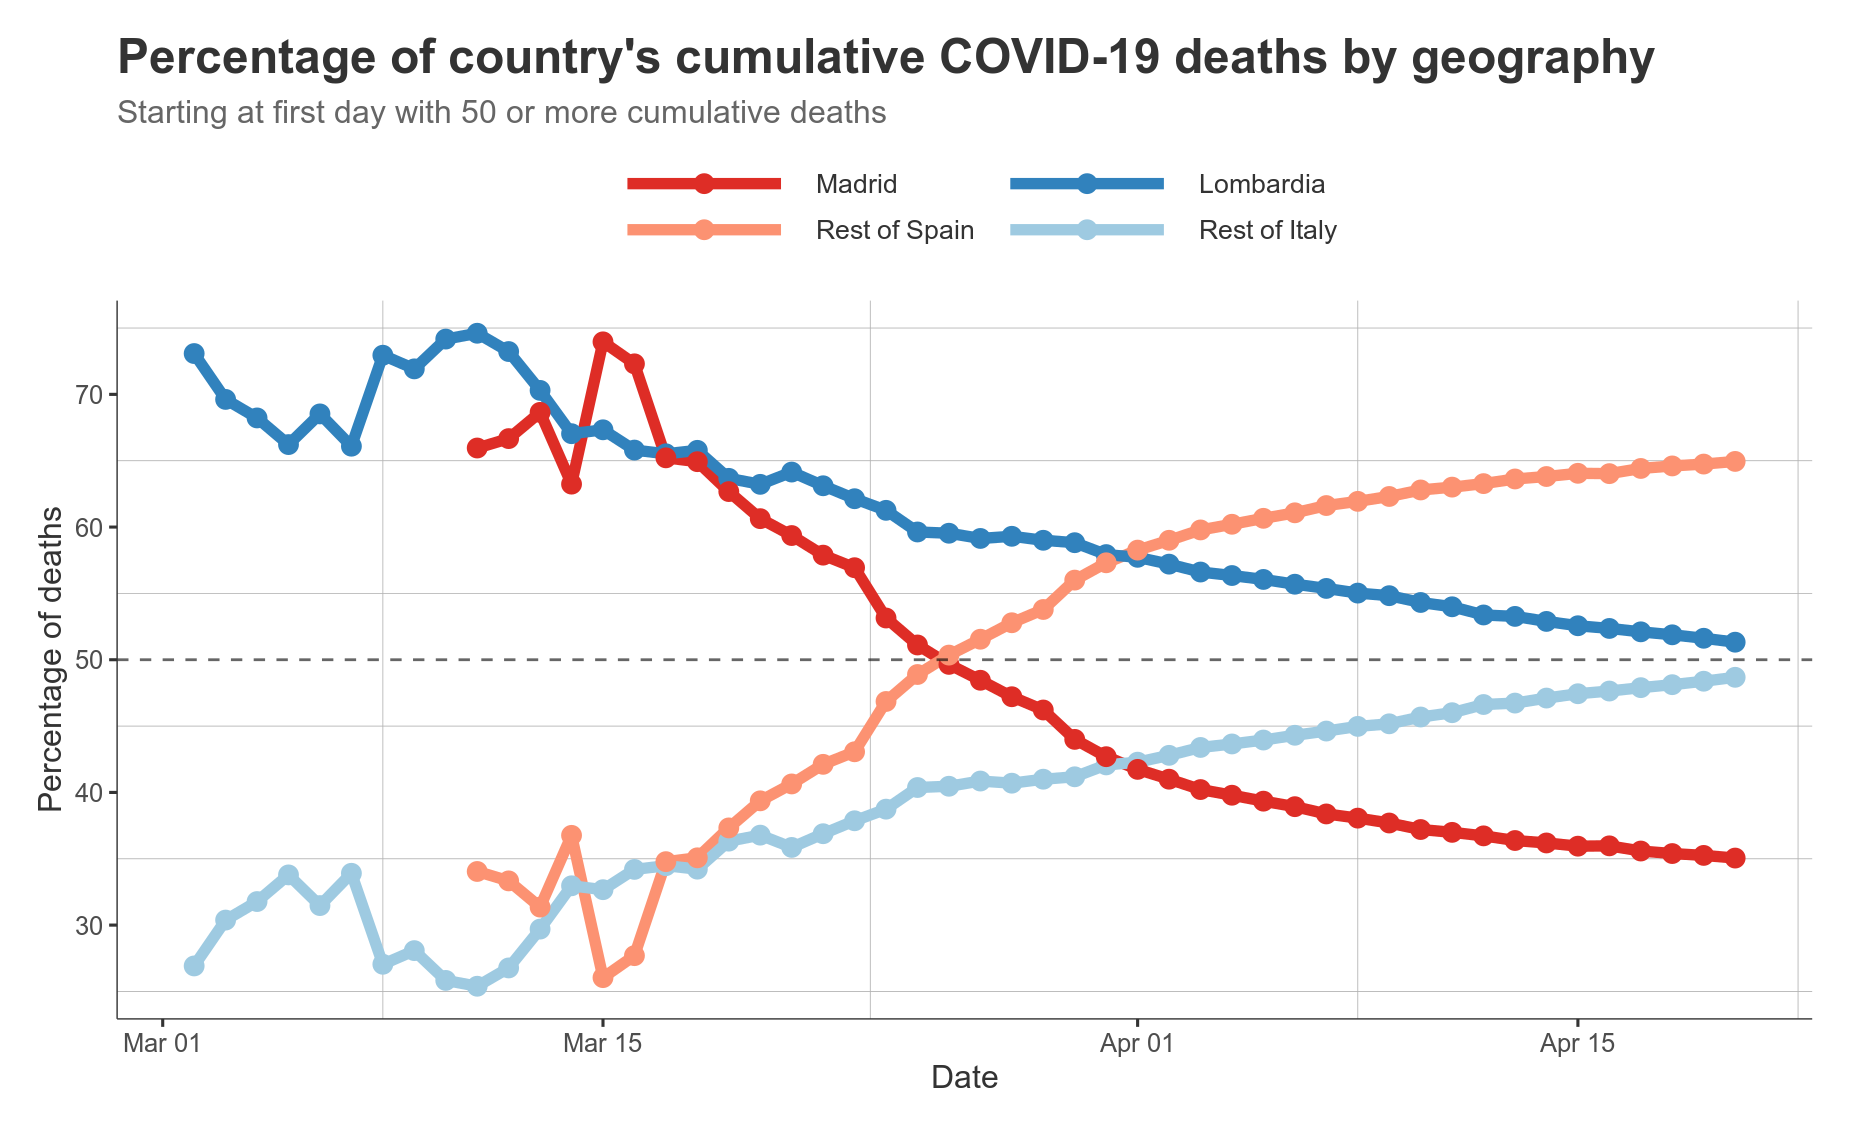 Percentage of country's cumulative COVID-19 deaths by geography
Starting at first day with 50 or more cumulative deaths
Madrid
Lombardia
Rest of Spain
Rest of Italy
Percentage of deaths
70
60
50
40
30
Mar 01
Mar 15
Apr 01
Apr 15
Date